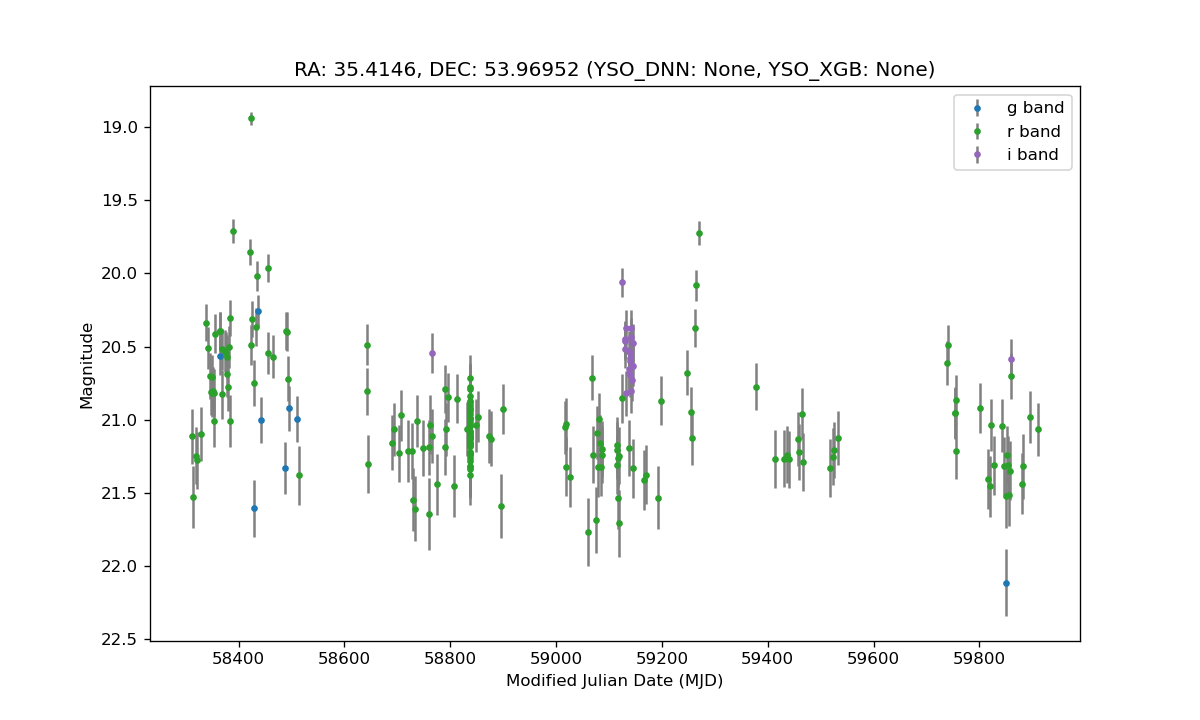 RA: 35.4146, DEC: 53.96952 (YSO_DNN: None, YSO_XGB: None)
g band
r band
i band
19.0
19.5
20.0
20.5
21.0
21.5
22.0
22.5
Magnitude
58400 58600 58800 59000 59200 59400 59600 59800
Modified Julian Date (MJD)